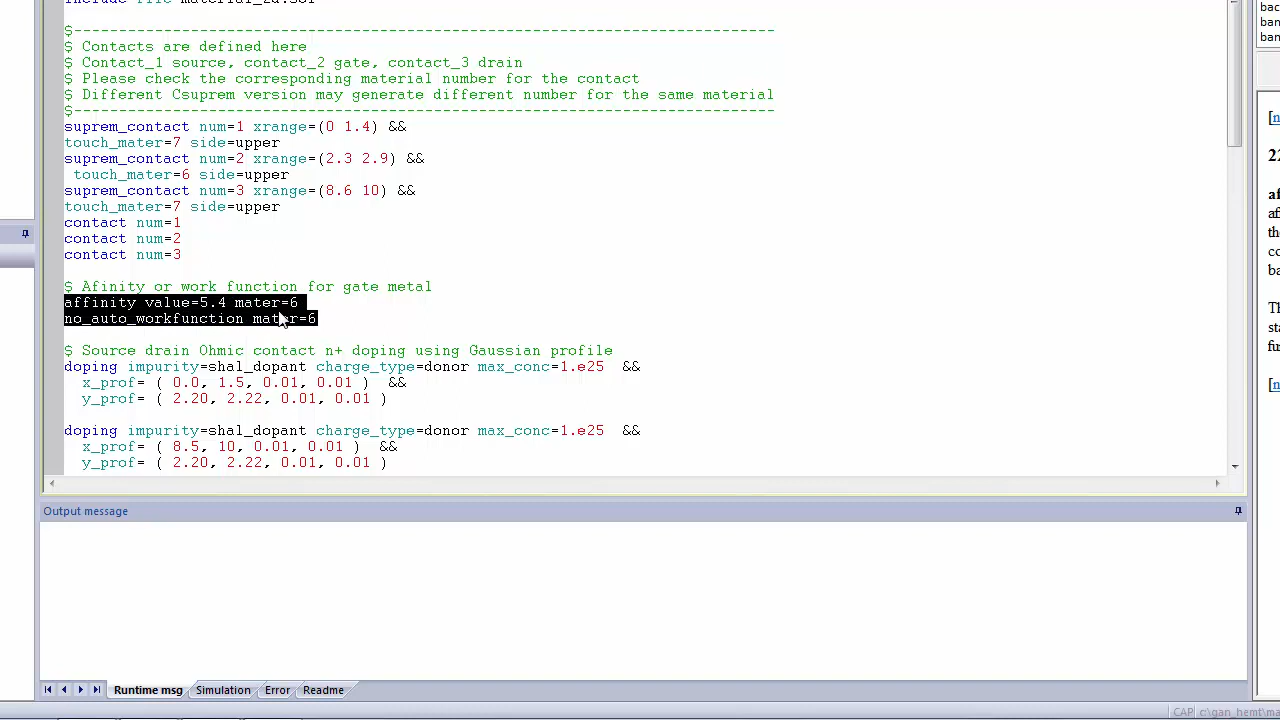 $------------------------------------------------------------------------------
$ Contacts are defined here
$ Contact_1 source, contact_2 gate, contact_3 drain
$ Please check the corresponding material number for the contact
$ Different Csuprem version may generate different number for the same material
$------------------------------------------------------------------------------
suprem_contact num=1 xrange=(0 1.4) &&
touch_mater=7 side=upper
suprem_contact num=2 xrange=(2.3 2.9) &&
touch_mater=6 side=upper
suprem_contact num=3 xrange=(8.6 10) &&
touch_mater=7 side=upper
contact num=1
contact num=2
contact num=3
$ Afinity or work function for gate metal
affinity value=5.4 mater=6
no_auto_workfunction mater=6
$ Source drain Ohmic contact n+ doping using Gaussian profile
doping impurity=shal_dopant charge_type=donor max_conc=1.e25 &&
x_prof= ( 0.0, 1.5, 0.01, 0.01 ) &&
y_prof= ( 2.20, 2.22, 0.01, 0.01 )
doping impurity=shal_dopant charge_type=donor max_conc=1.e25 &&
x_prof= ( 8.5, 10, 0.01, 0.01 ) &&
y_prof= ( 2.20, 2.22, 0.01, 0.01 )
Output message
Runtime msg Simulation Error Readme
CAP c:\gan_hemt\ma